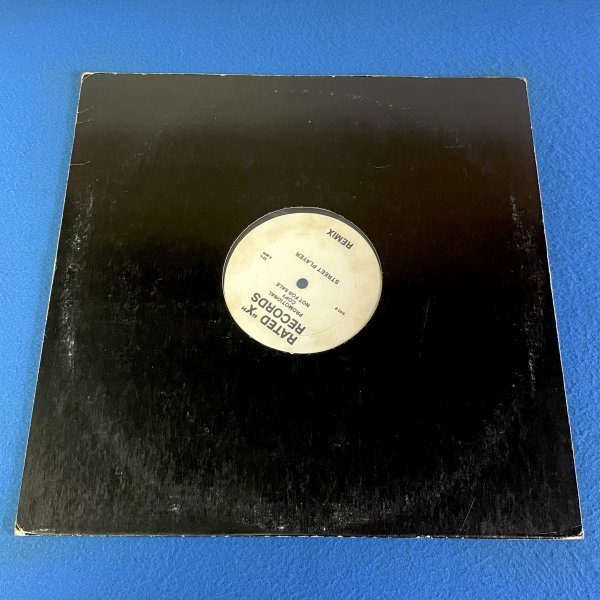 RATED "X"
RECORDS
PROMOTIONAL
COPY
NOT FOR SALE
STREET PLAYER
REMIX